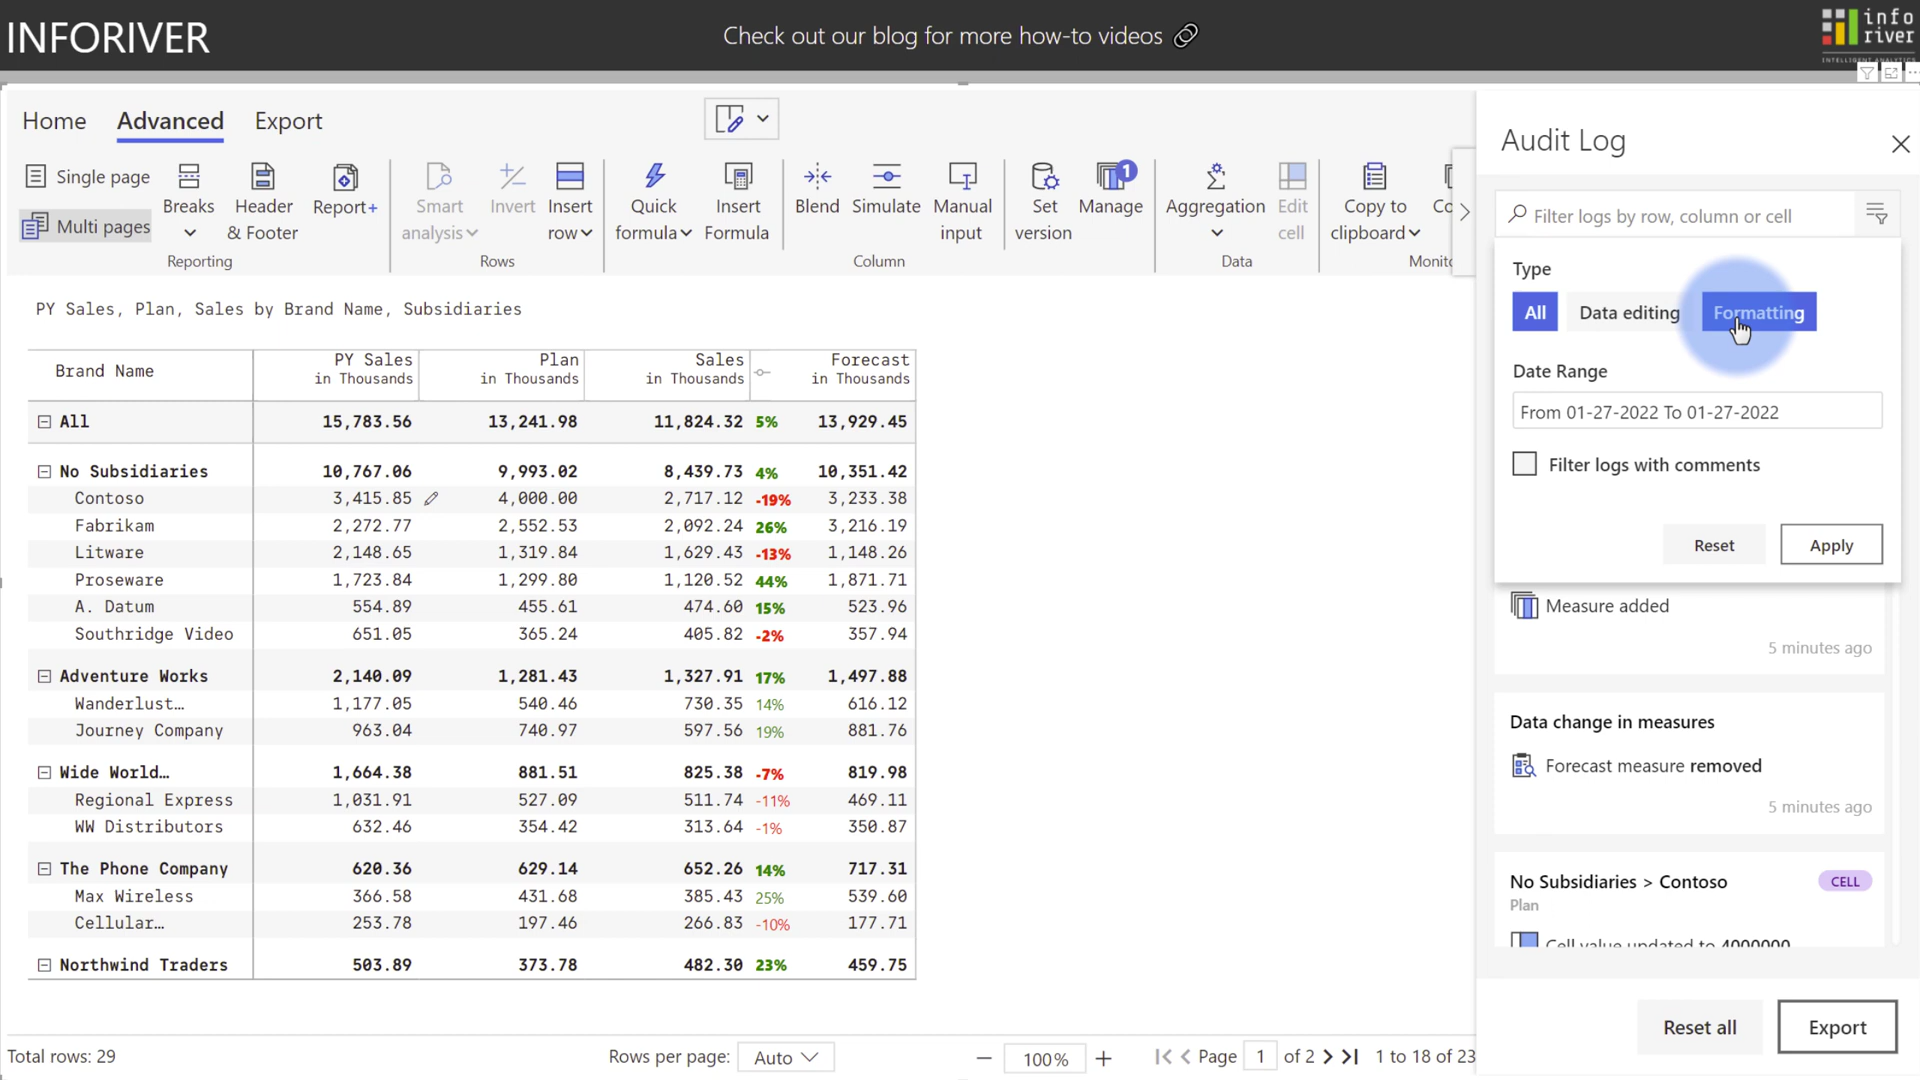 INFORIVER
Check out our blog for more how-to videos
info
river
INTELLIGENT ANALYTICS
Home
Advanced
Export
Single page
Multi pages
Breaks
Header
& Footer
Report+
Reporting
Smart
analysis
Invert
Insert
row
Rows
Quick
formula
Insert
Formula
Blend
Simulate
Manual
input
Column
Set
version
1
Manage
Aggregation
Edit
cell
Data
Copy to
clipboard
Co
Monito
PY Sales, Plan, Sales by Brand Name, Subsidiaries
Brand Name PY Sales in Thousands Plan in Thousands Sales in Thousands Forecast in Thousands
All 15,783.56 13,241.98 11,824.32 5% 13,929.45
No Subsidiaries 10,767.06 9,993.02 8,439.73 4% 10,351.42
Contoso 3,415.85 4,000.00 2,717.12 -19% 3,233.38
Fabrikam 2,272.77 2,552.53 2,092.24 26% 3,216.19
Litware 2,148.65 1,319.84 1,629.43 -13% 1,148.26
Proseware 1,723.84 1,299.80 1,120.52 44% 1,871.71
A. Datum 554.89 455.61 474.60 15% 523.96
Southridge Video 651.05 365.24 405.82 -2% 357.94
Adventure Works 2,140.09 1,281.43 1,327.91 17% 1,497.88
Wanderlust… 1,177.05 540.46 730.35 14% 616.12
Journey Company 963.04 740.97 597.56 19% 881.76
Wide World… 1,664.38 881.51 825.38 -7% 819.98
Regional Express 1,031.91 527.09 511.74 -11% 469.11
WW Distributors 632.46 354.42 313.64 -1% 350.87
The Phone Company 620.36 629.14 652.26 14% 717.31
Max Wireless 366.58 431.68 385.43 25% 539.60
Cellular… 253.78 197.46 266.83 -10% 177.71
Northwind Traders 503.89 373.78 482.30 23% 459.75
Total rows: 29
Rows per page: Auto
100%
Page 1 of 2
1 to 18 of 23
Audit Log
Filter logs by row, column or cell
Type
All Data editing Formatting
Date Range
From 01-27-2022 To 01-27-2022
Filter logs with comments
Reset Apply
Measure added
5 minutes ago
Data change in measures
Forecast measure removed
5 minutes ago
No Subsidiaries > Contoso CELL
Plan
Cell value updated to 4000000
Reset all Export